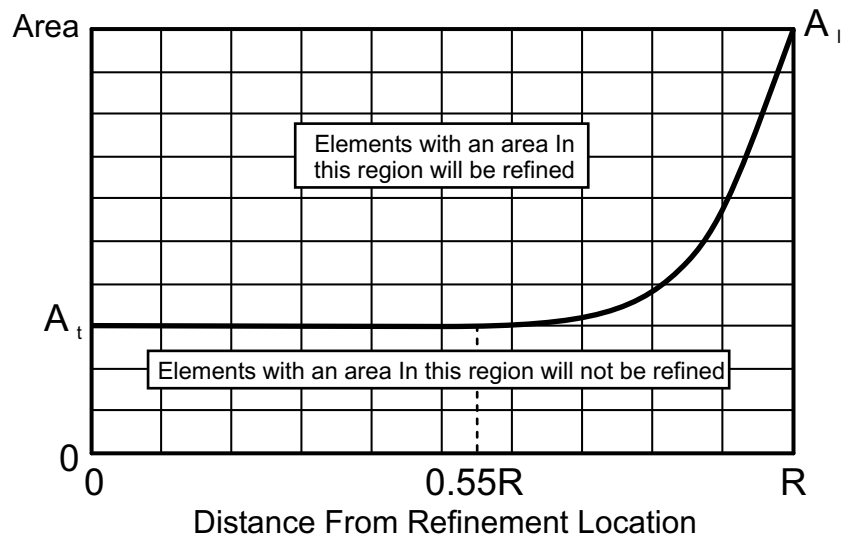 Area
A l
Elements with an area In
this region will be refined
A t
Elements with an area In this region will not be refined
0
0
0.55R
R
Distance From Refinement Location